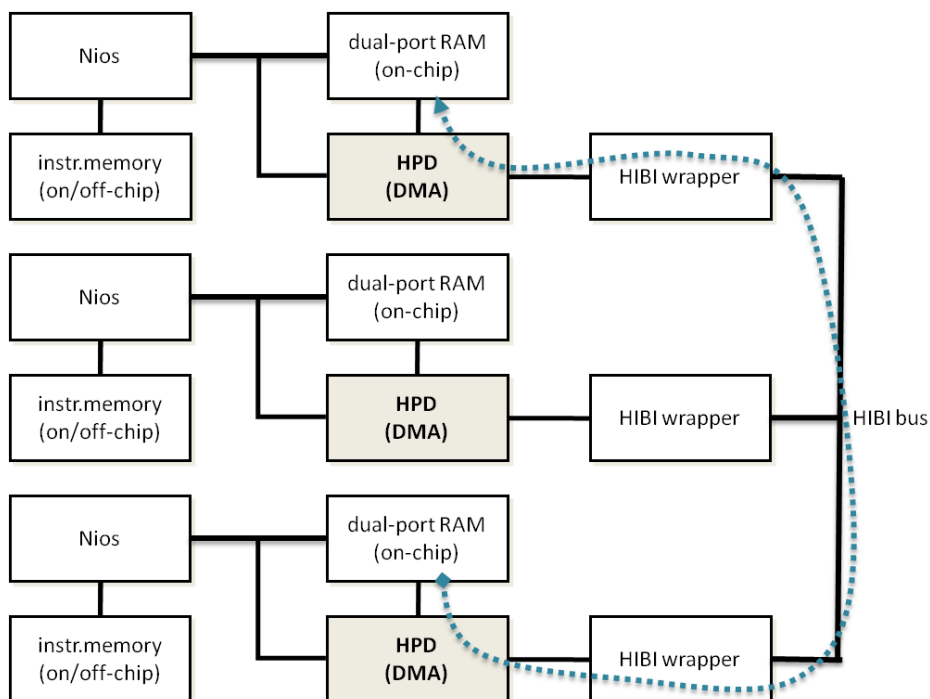 Nios
dual-port RAM
(on-chip)
instr.memory
(on/off-chip)
HPD
(DMA)
HIBI wrapper
Nios
dual-port RAM
(on-chip)
instr.memory
(on/off-chip)
HPD
(DMA)
HIBI wrapper
HIBI bus
Nios
dual-port RAM
(on-chip)
instr.memory
(on/off-chip)
HPD
(DMA)
HIBI wrapper